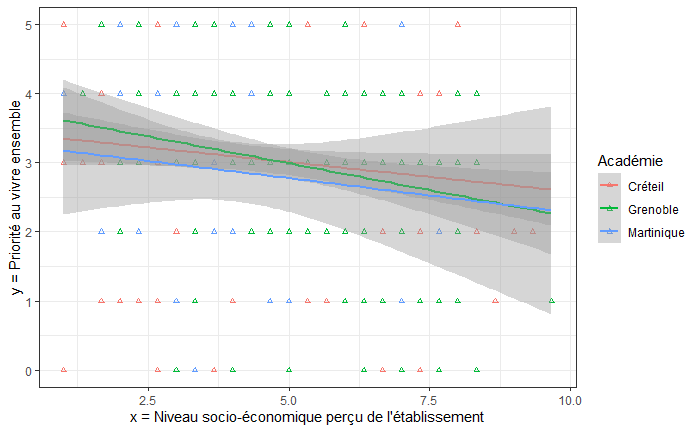 5
4
3
2
1
0
y = Priorité au vivre ensemble
2.5
5.0
7.5
10.0
x = Niveau socio-économique perçu de l'établissement
Académie
Créteil
Grenoble
Martinique